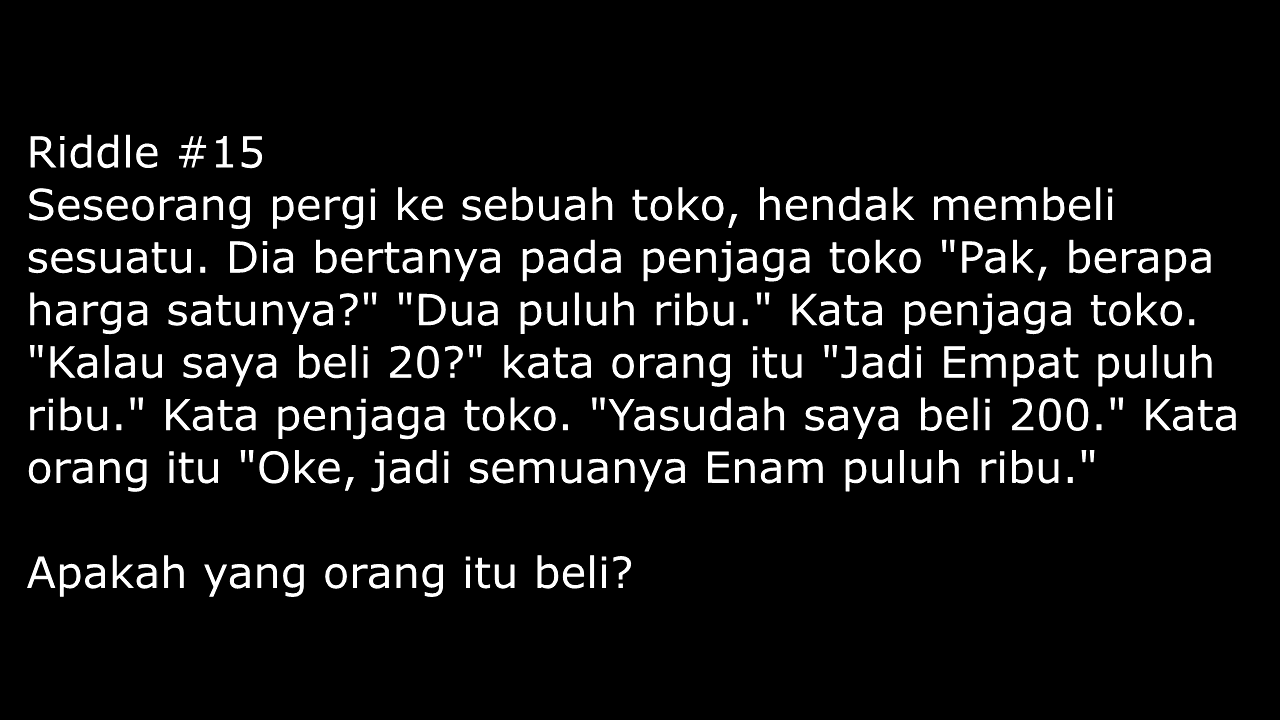 Riddle #15
Seseorang pergi ke sebuah toko, hendak membeli
sesuatu. Dia bertanya pada penjaga toko "Pak, berapa
harga satunya?" "Dua puluh ribu." Kata penjaga toko.
"Kalau saya beli 20?" kata orang itu "Jadi Empat puluh
ribu." Kata penjaga toko. "Yasudah saya beli 200." Kata
orang itu "Oke, jadi semuanya Enam puluh ribu."
Apakah yang orang itu beli?